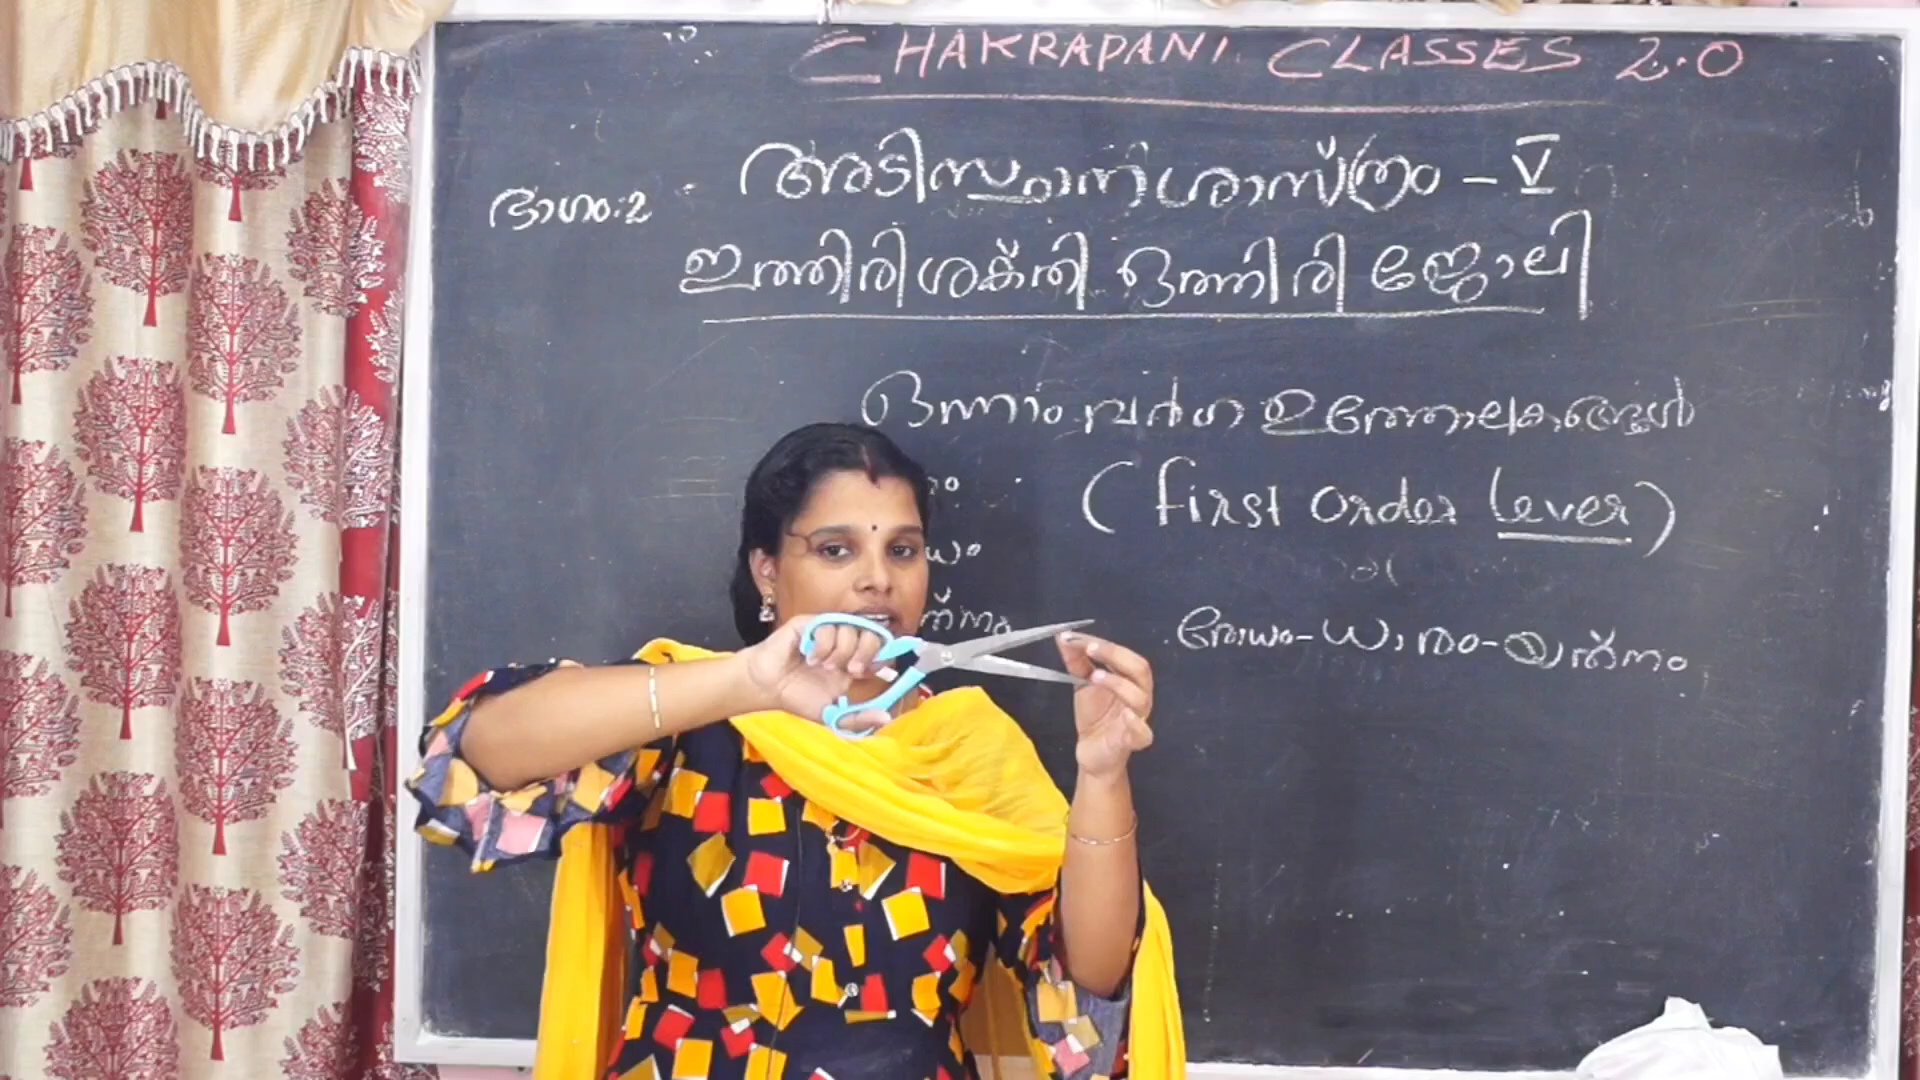 CHAKRAPANI CLASSES 2.0
അടിസ്ഥാനശാസ്ത്രം - V
ഭാഗം:2
ഇത്തിരി ശക്തി ഒത്തിരി ജോലി
ഒന്നാം വർഗ ഉത്തോലകങ്ങൾ
(First Order Lever)
രോധം-ധാരം-യത്നം